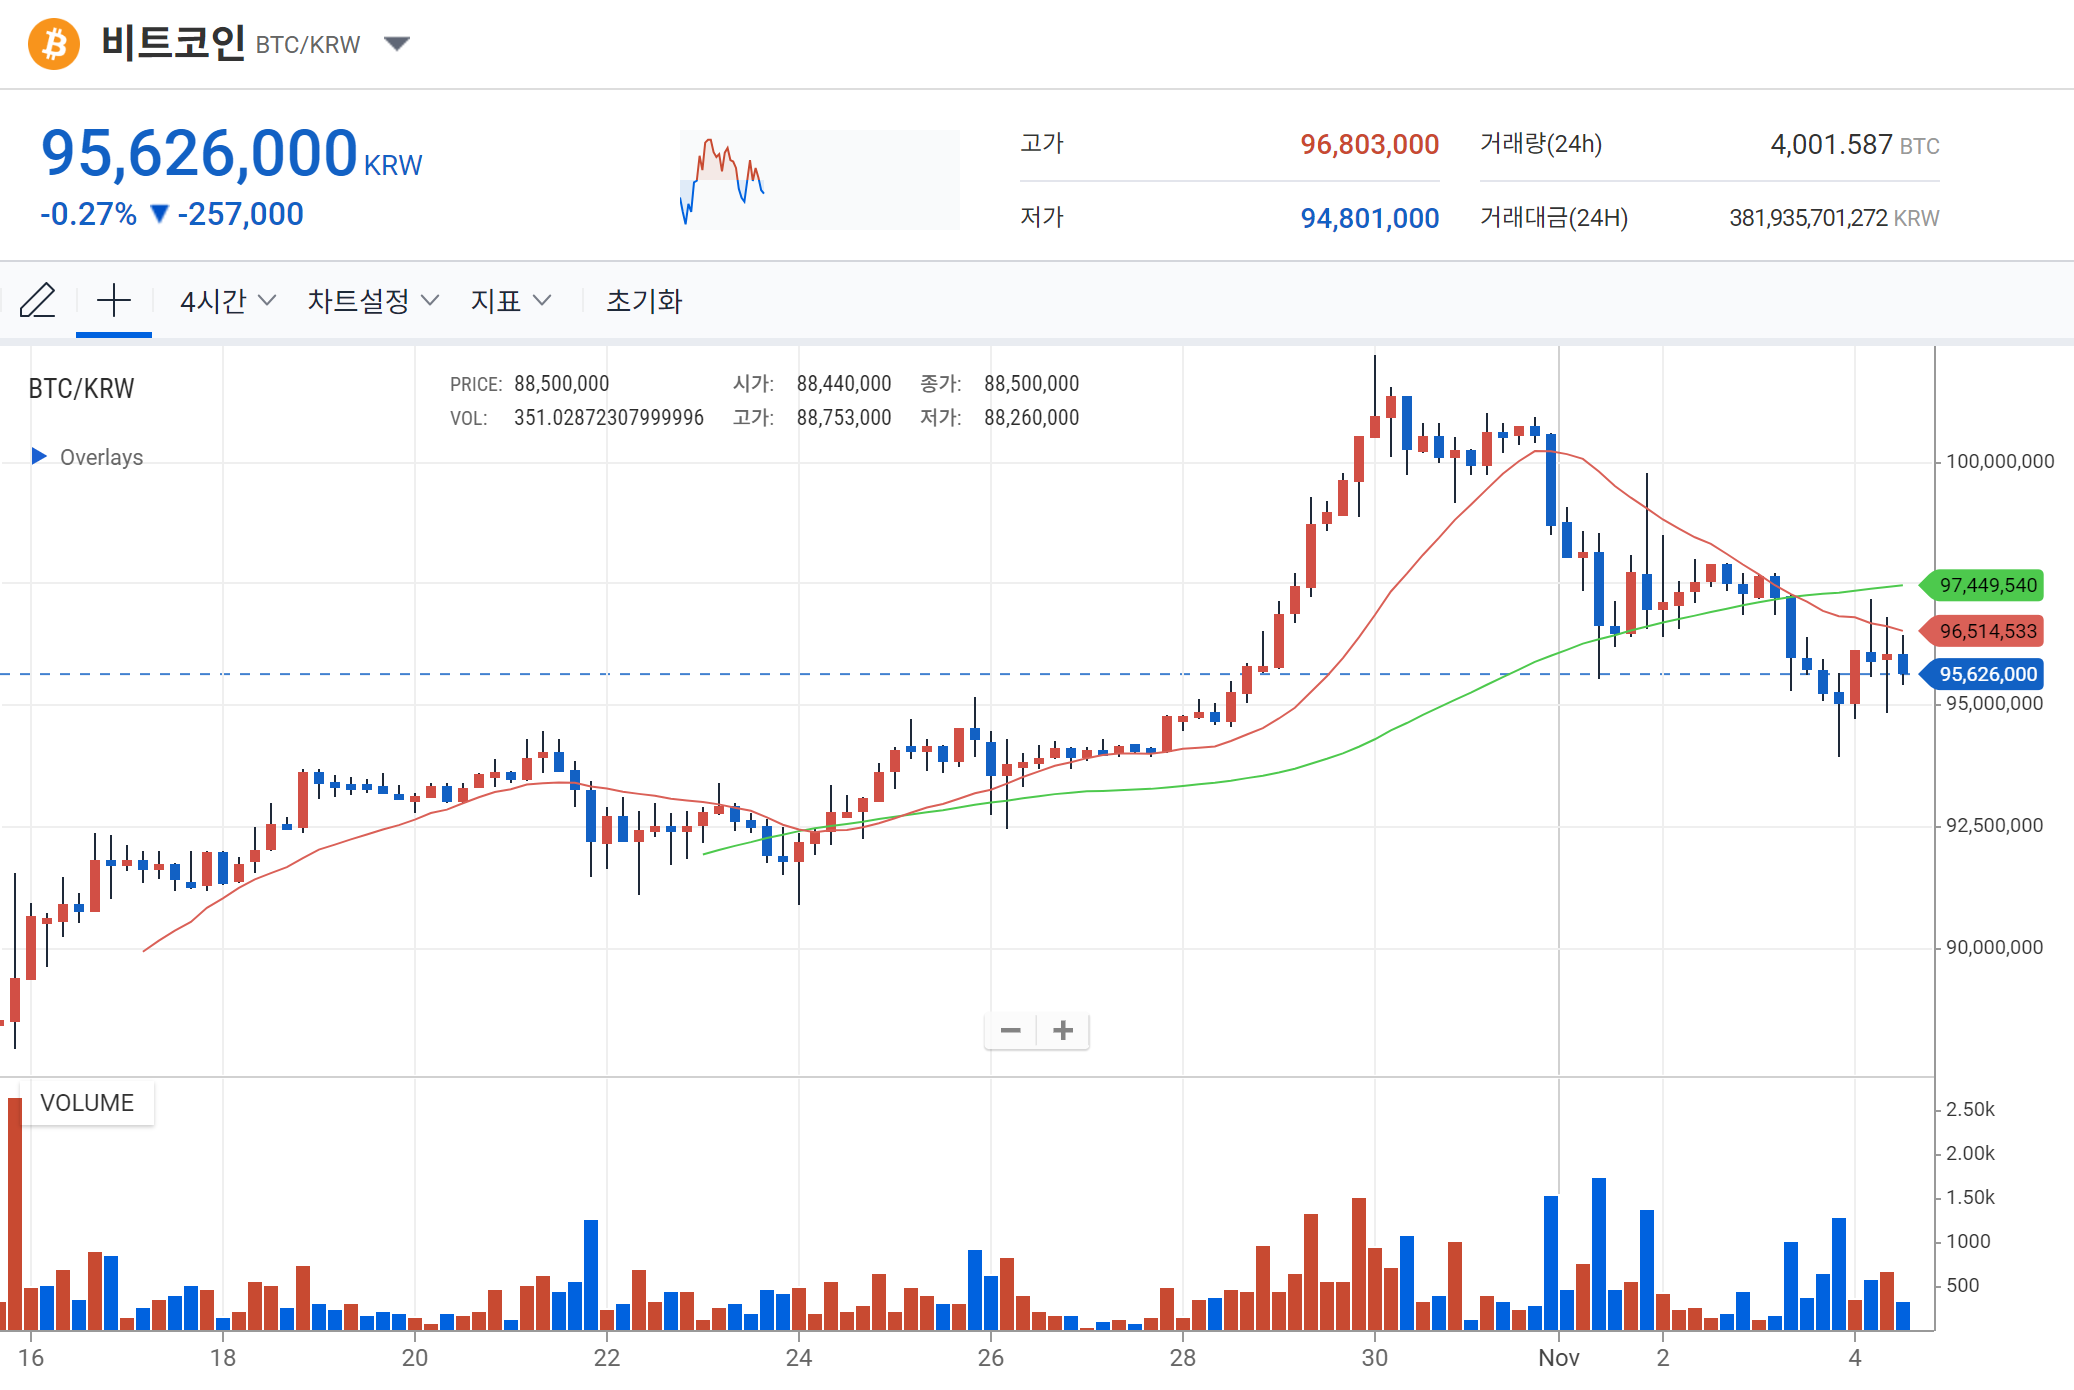 비트코인 BTC/KRW
95,626,000 KRW
-0.27% ▼ -257,000
고가 96,803,000
저가 94,801,000
거래량(24h) 4,001.587 BTC
거래대금(24H) 381,935,701,272 KRW
4시간 차트설정 지표 초기화
BTC/KRW
PRICE: 88,500,000 시가: 88,440,000 종가: 88,500,000
VOL: 351.02872307999996 고가: 88,753,000 저가: 88,260,000
Overlays
100,000,000
97,449,540
96,514,533
95,626,000
95,000,000
92,500,000
90,000,000
VOLUME
2.50k
2.00k
1.50k
1000
500
16 18 20 22 24 26 28 30 Nov 2 4